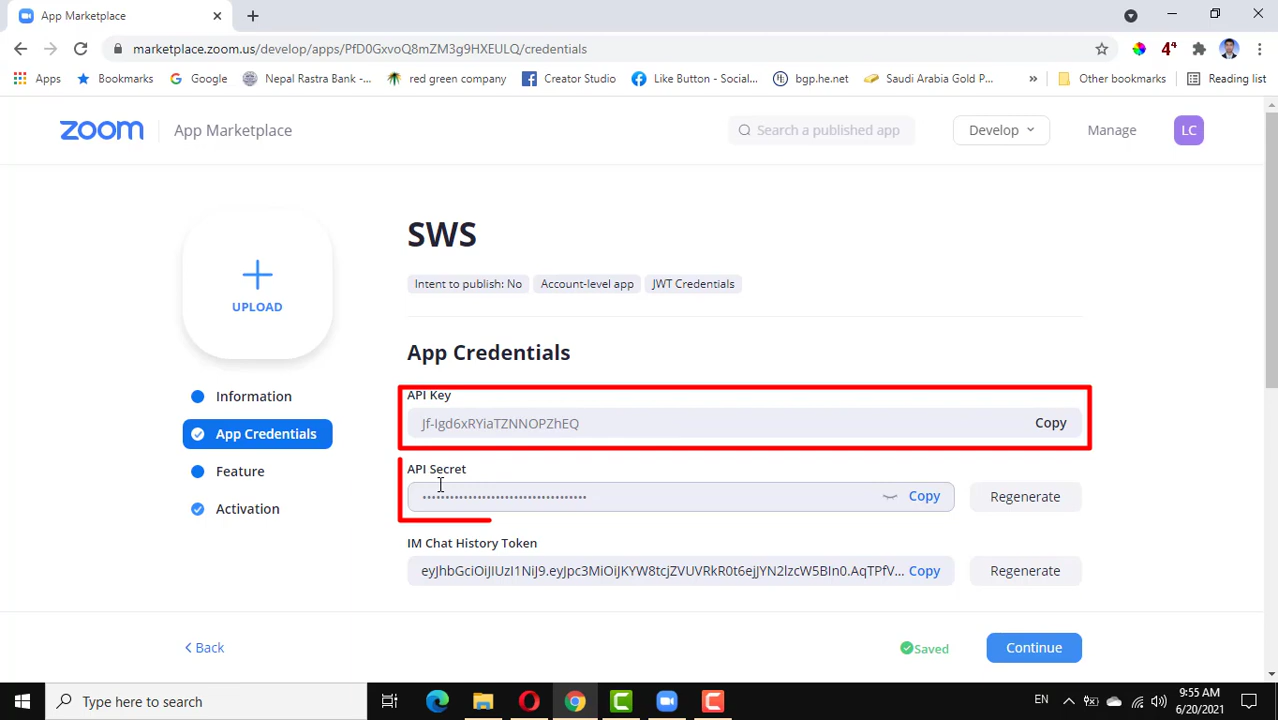 App Marketplace
marketplace.zoom.us/develop/apps/PfD0GxvoQ8mZM3g9HXEULQ/credentials
Apps Bookmarks Google Nepal Rastra Bank -... red green company Creator Studio Like Button - Social... bgp.he.net Saudi Arabia Gold P... » Other bookmarks Reading list
zoom App Marketplace Search a published app Develop Manage LC
SWS
UPLOAD
Intent to publish: No Account-level app JWT Credentials
App Credentials
Information
App Credentials
Feature
Activation
API Key
Jf-Igd6xRYiaTZNNOPZhEQ Copy
API Secret
Copy Regenerate
IM Chat History Token
eyJhbGciOiJIUzI1NiJ9.eyJpc3MiOiJKYW8tcjZVUVRkR0t6ejJYN2lzcW5BIn0.AqTPfV... Copy Regenerate
Back Saved Continue
Type here to search
EN 9:55 AM
6/20/2021